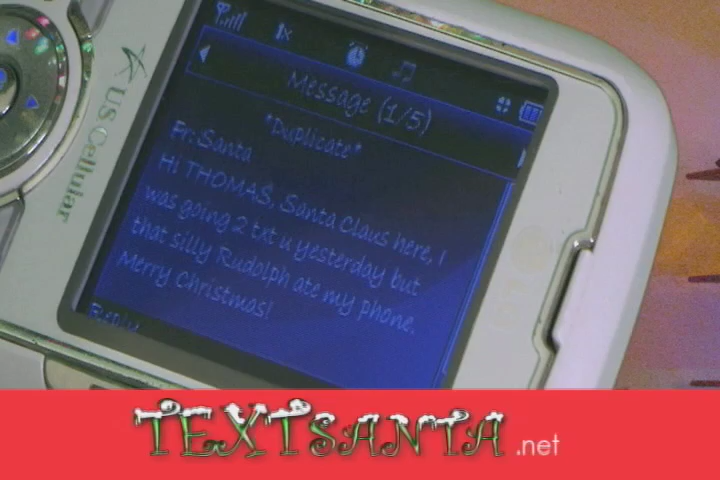 1x
Message (1/5)
*Duplicate*
Fr:Santa
Hi THOMAS, Santa Claus here, I
was going 2 txt u yesterday but
that silly Rudolph ate my phone.
Merry Christmas!
US Cellular
TEXTSANTA.net